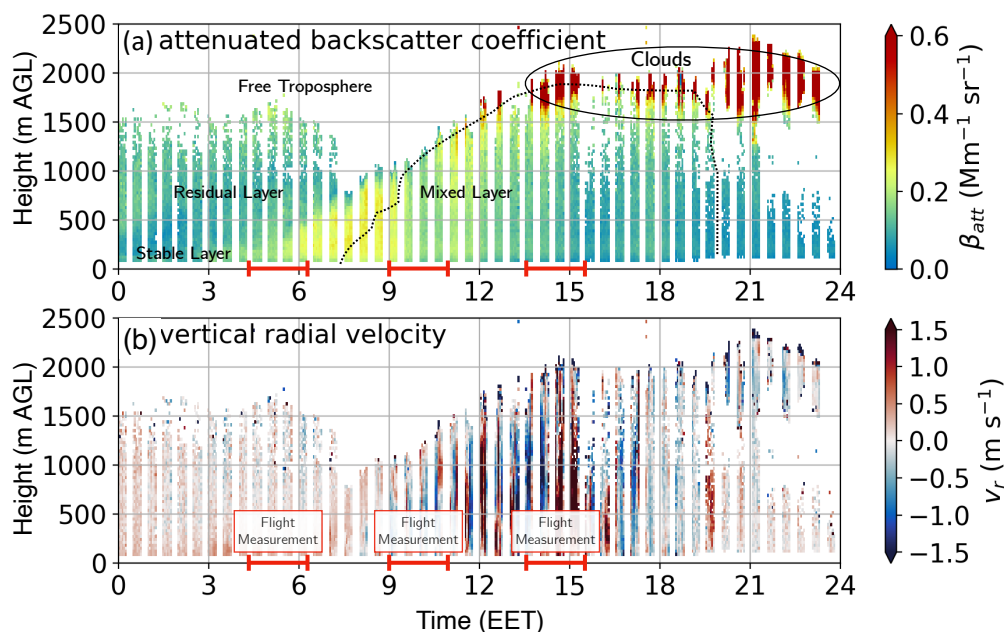 (a) attenuated backscatter coefficient
Clouds
Free Troposphere
Residual Layer
Mixed Layer
Stable Layer
Height (m AGL)
2500
2000
1500
1000
500
0
0 3 6 9 12 15 18 21 24
0.6
0.4
0.2
0.0
β_att (Mm⁻¹ sr⁻¹)
(b) vertical radial velocity
Height (m AGL)
2500
2000
1500
1000
500
0
Flight
Measurement
Flight
Measurement
Flight
Measurement
0 3 6 9 12 15 18 21 24
Time (EET)
1.5
1.0
0.5
0.0
−0.5
−1.0
−1.5
v_r (m s⁻¹)